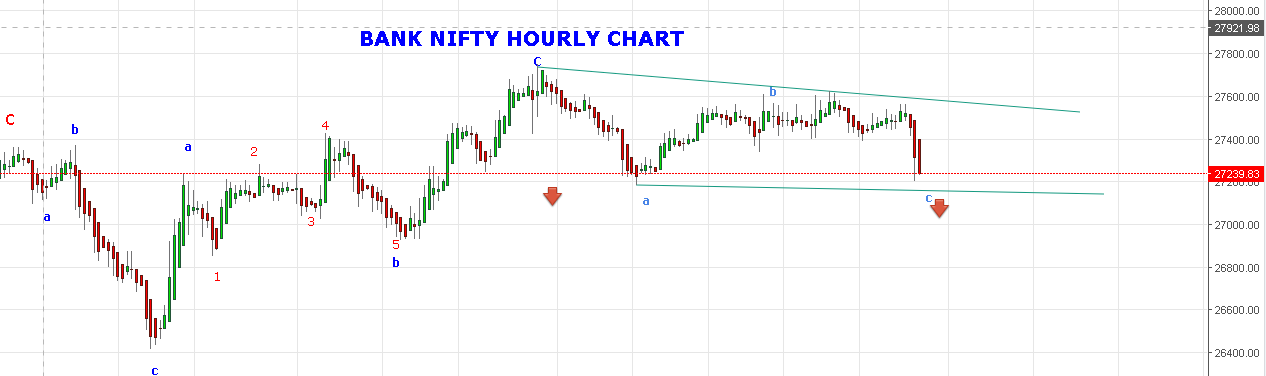 BANK NIFTY HOURLY CHART
28000.00
27921.98
27800.00
27600.00
27400.00
27239.83
27200.00
27000.00
26800.00
26600.00
26400.00
C
b
a
c
a
1
2
3
4
5
b
C
a
b
c